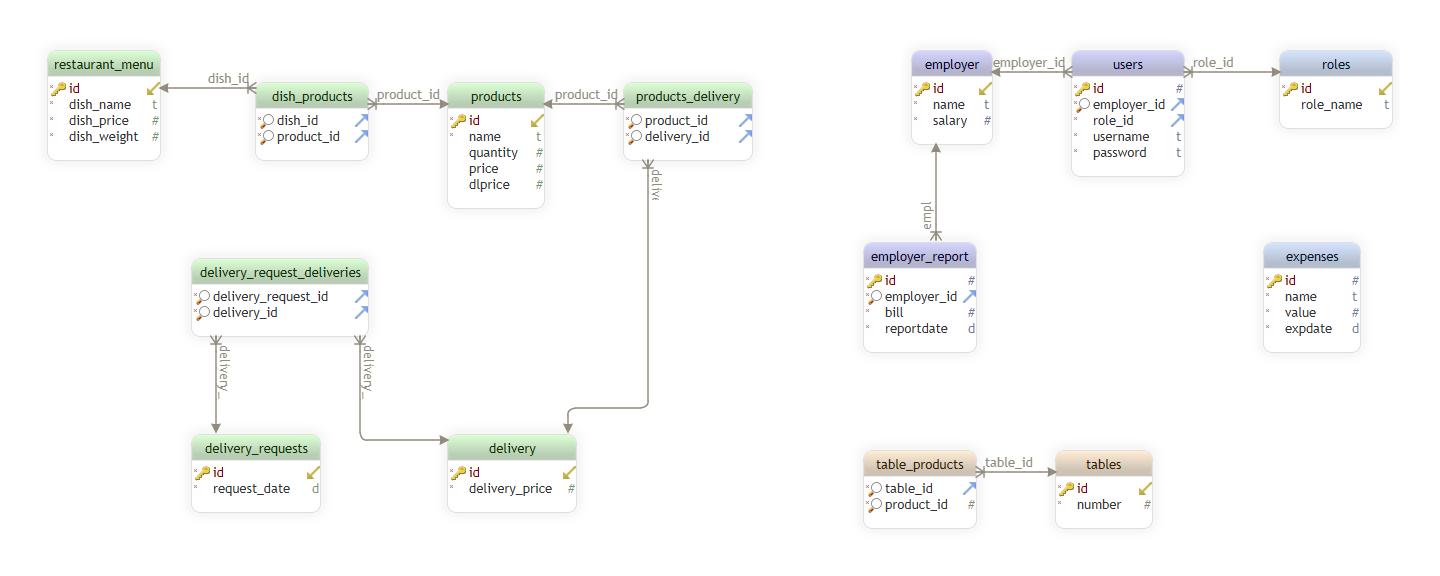 restaurant_menu
id
dish_name t
dish_price #
dish_weight #
dish_id
dish_products
dish_id
product_id
product_id
products
id
name t
quantity #
price #
dlprice #
product_id
products_delivery
product_id
delivery_id
delive
delivery_request_deliveries
delivery_request_id
delivery_id
delivery_
delivery_
delivery_requests
id
request_date d
delivery
id
delivery_price #
employer
id
name t
salary #
employer_id
users
id #
employer_id
role_id
username t
password t
role_id
roles
id
role_name t
empl
employer_report
id #
employer_id
bill #
reportdate d
expenses
id #
name t
value #
expdate d
table_products
table_id
product_id #
table_id
tables
id
number #